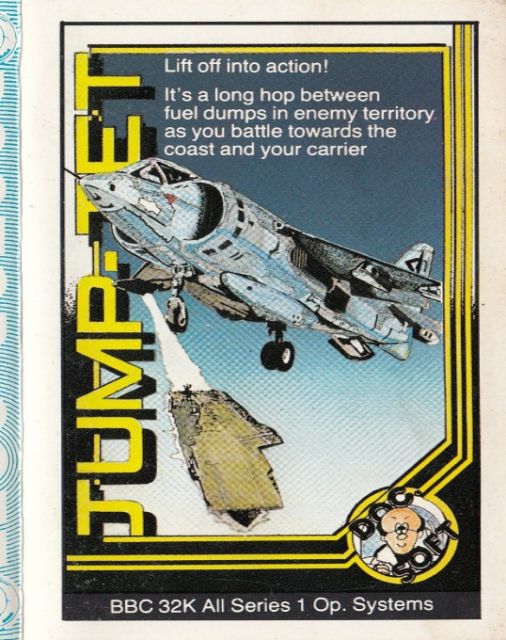 JUMP-JET
Lift off into action!
It's a long hop between
fuel dumps in enemy territory
as you battle towards the
coast and your carrier
DOC
SOFT
BBC 32K All Series 1 Op. Systems